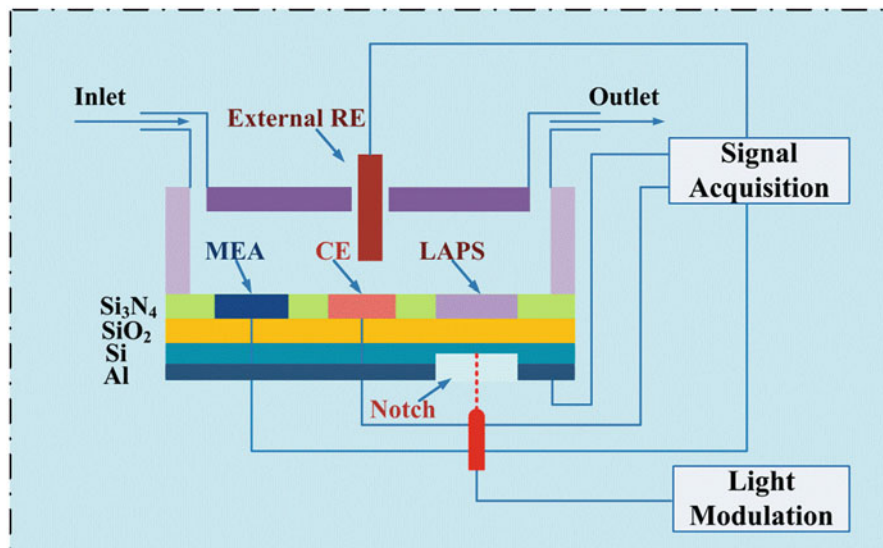 Inlet
Outlet
External RE
Signal
Acquisition
MEA
CE
LAPS
Si₃N₄
SiO₂
Si
Al
Notch
Light
Modulation